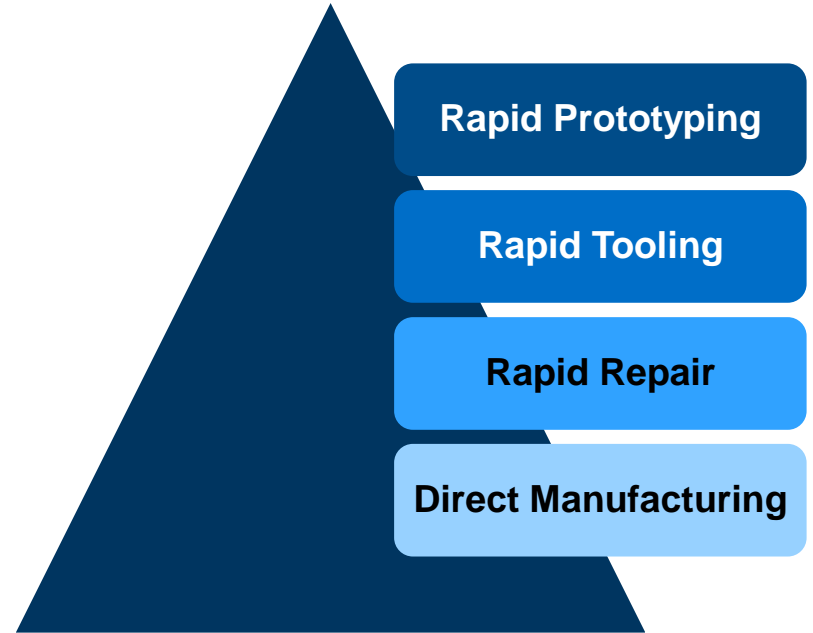 Rapid Prototyping
Rapid Tooling
Rapid Repair
Direct Manufacturing